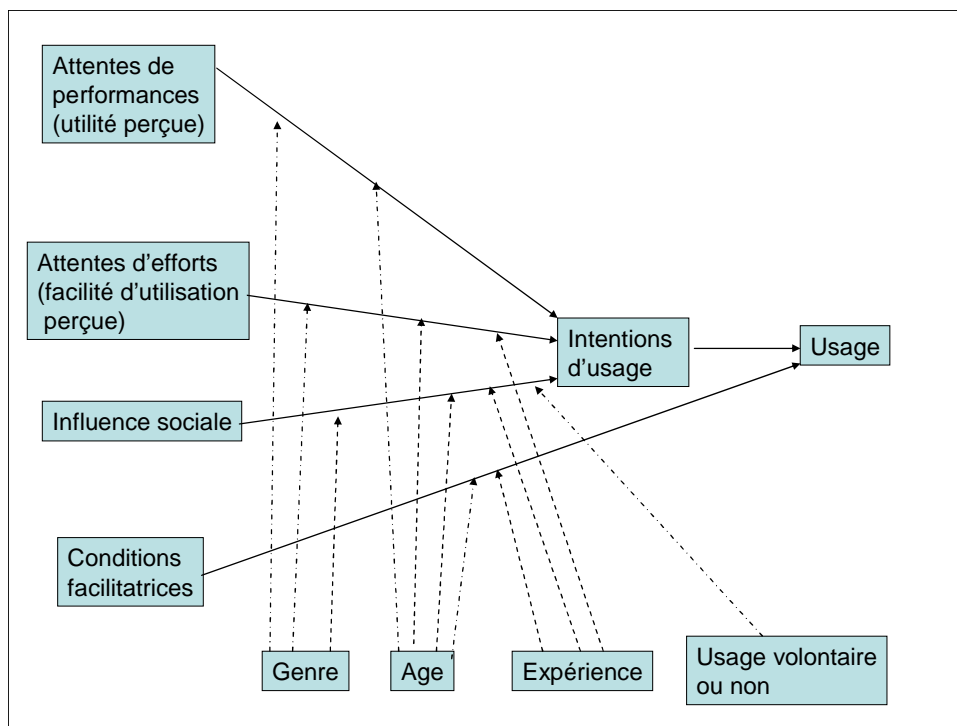 Attentes de
performances
(utilité perçue)
Attentes d'efforts
(facilité d'utilisation
perçue)
Intentions
d'usage
Usage
Influence sociale
Conditions
facilitatrices
Genre
Age
Expérience
Usage volontaire
ou non